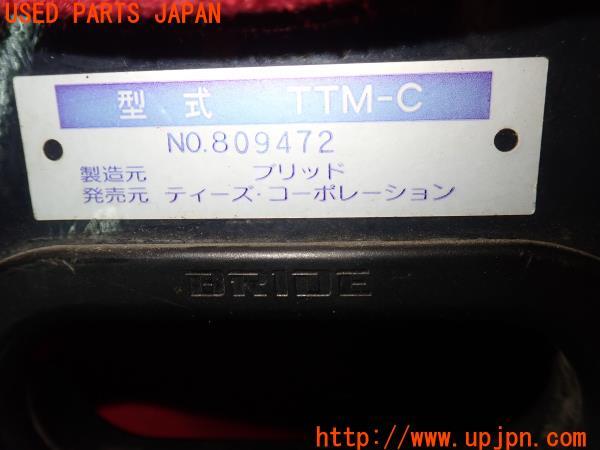 USED PARTS JAPAN
型 式 TTM-C
NO.809472
製造元 ブリッド
発売元 ティーズ・コーポレーション
BRIDE
http://www.upjpn.com/